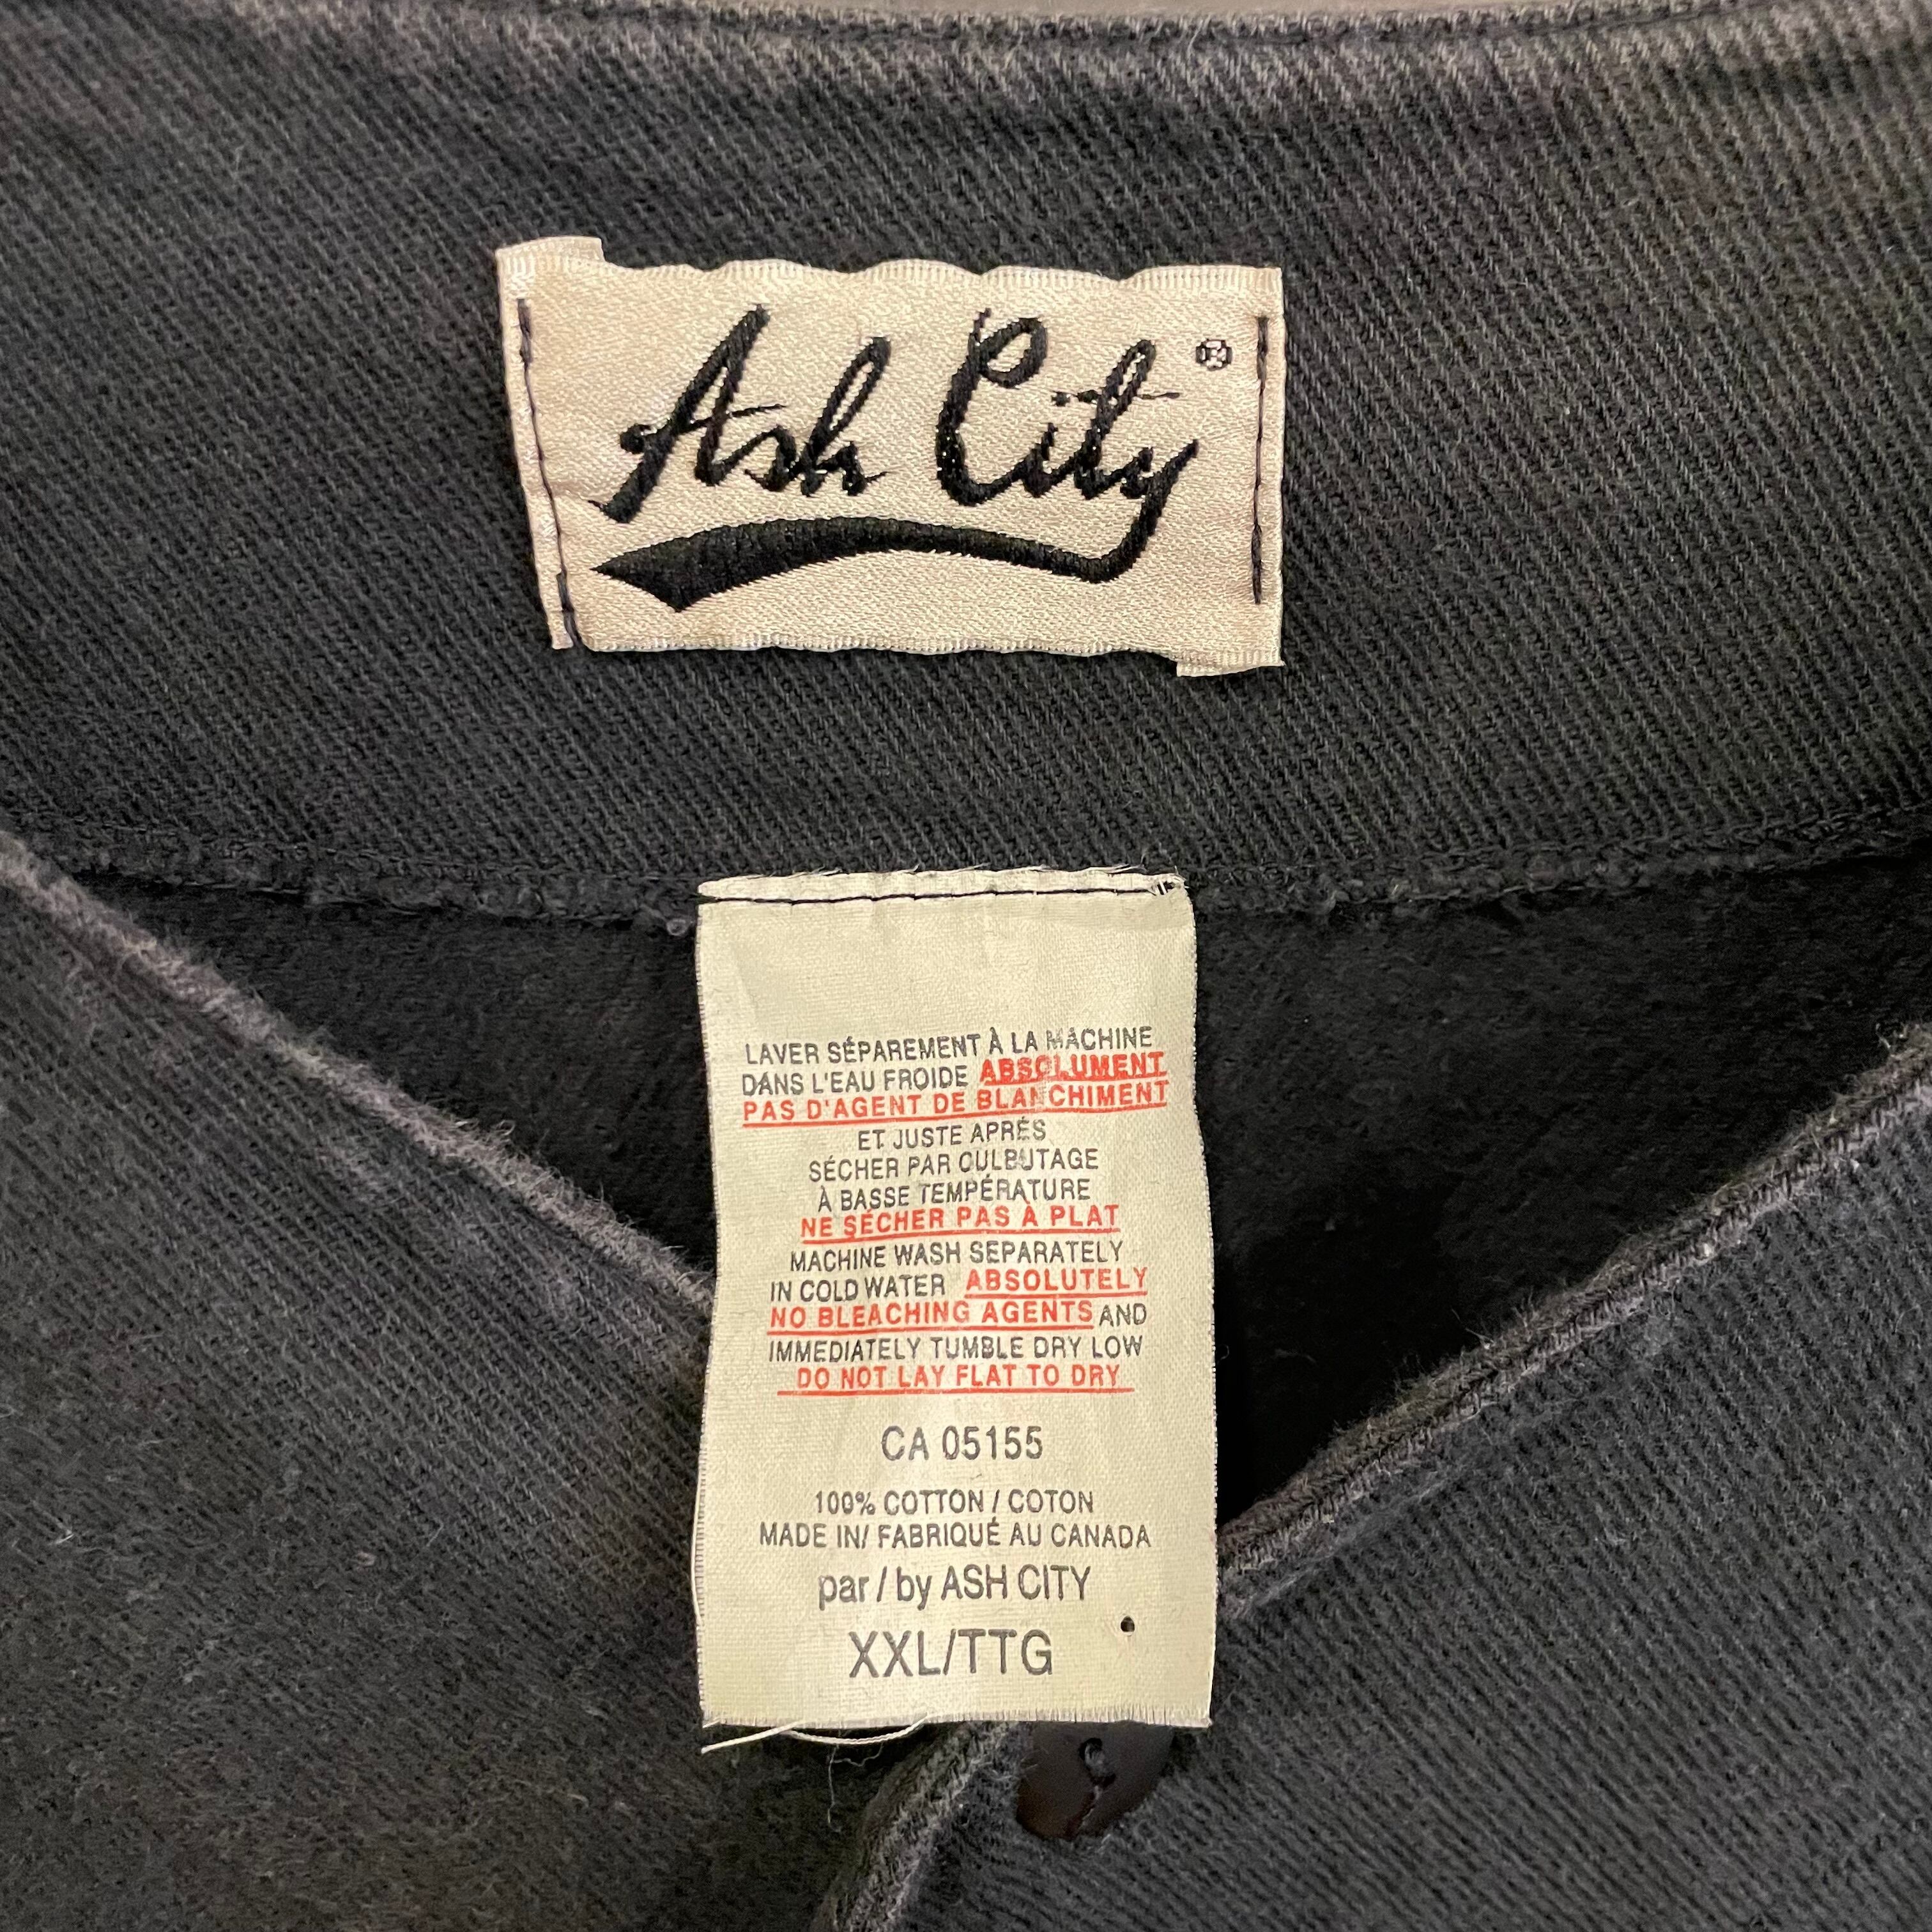 Ash City®
LAVER SÉPAREMENT À LA MACHINE
DANS L'EAU FROIDE ABSOLUMENT
PAS D'AGENT DE BLANCHIMENT
ET JUSTE APRÉS
SÉCHER PAR CULBUTAGE
À BASSE TEMPÉRATURE
NE SÉCHER PAS À PLAT
MACHINE WASH SEPARATELY
IN COLD WATER ABSOLUTELY
NO BLEACHING AGENTS AND
IMMEDIATELY TUMBLE DRY LOW
DO NOT LAY FLAT TO DRY
CA 05155
100% COTTON / COTON
MADE IN/ FABRIQUÉ AU CANADA
par / by ASH CITY
XXL/TTG